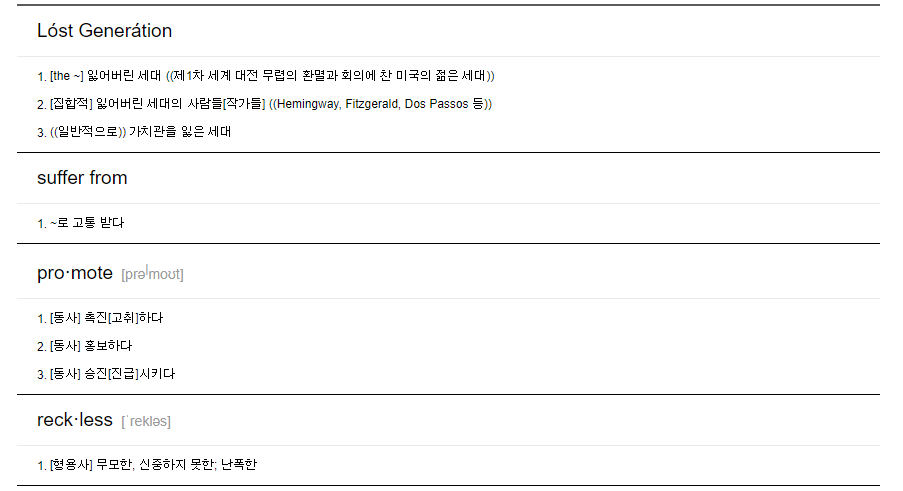 Lóst Generátion
1. [the ~] 잃어버린 세대 ((제1차 세계 대전 무렵의 환멸과 회의에 찬 미국의 젊은 세대))
2. [집합적] 잃어버린 세대의 사람들[작가들] ((Hemingway, Fitzgerald, Dos Passos 등))
3. ((일반적으로)) 가치관을 잃은 세대
suffer from
1. ~로 고통 받다
pro·mote [prəˈmoʊt]
1. [동사] 촉진[고취]하다
2. [동사] 홍보하다
3. [동사] 승진[진급]시키다
reck·less [ˈrekləs]
1. [형용사] 무모한, 신중하지 못한; 난폭한